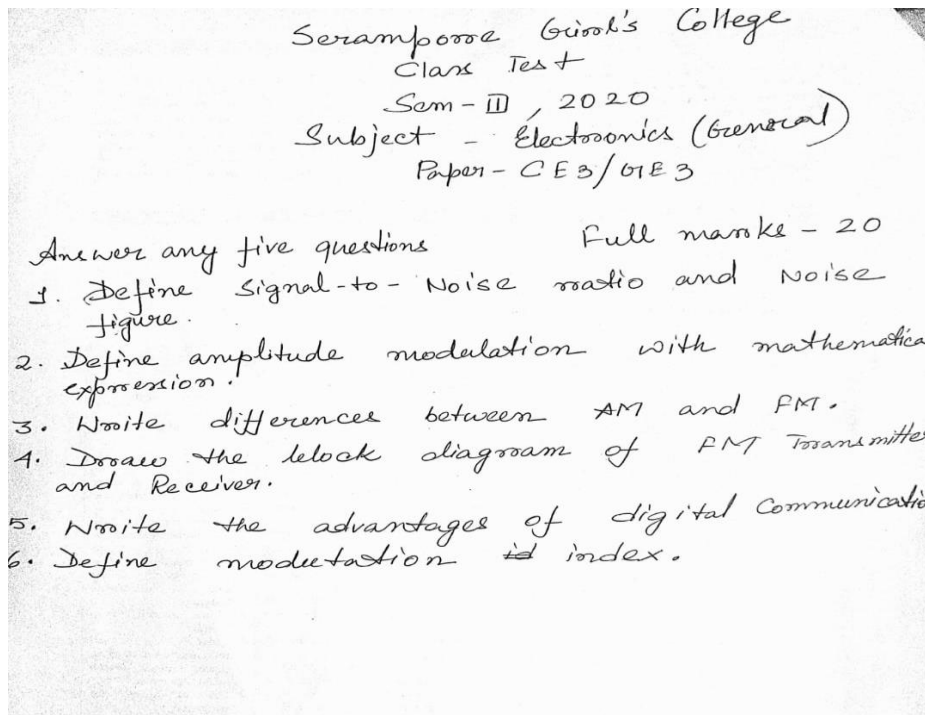 Serampore Girl's College
Class Test
Sem - III, 2020
Subject - Electronics (General)
Paper - CE3/GE3
Answer any five questions Full marks - 20
1. Define Signal-to-Noise ratio and Noise
figure.
2. Define amplitude modulation with mathematica
expression.
3. Write differences between AM and FM.
4. Draw the block diagram of FM Transmitte
and Receiver.
5. Write the advantages of digital Communicatio
6. Define modulation index.